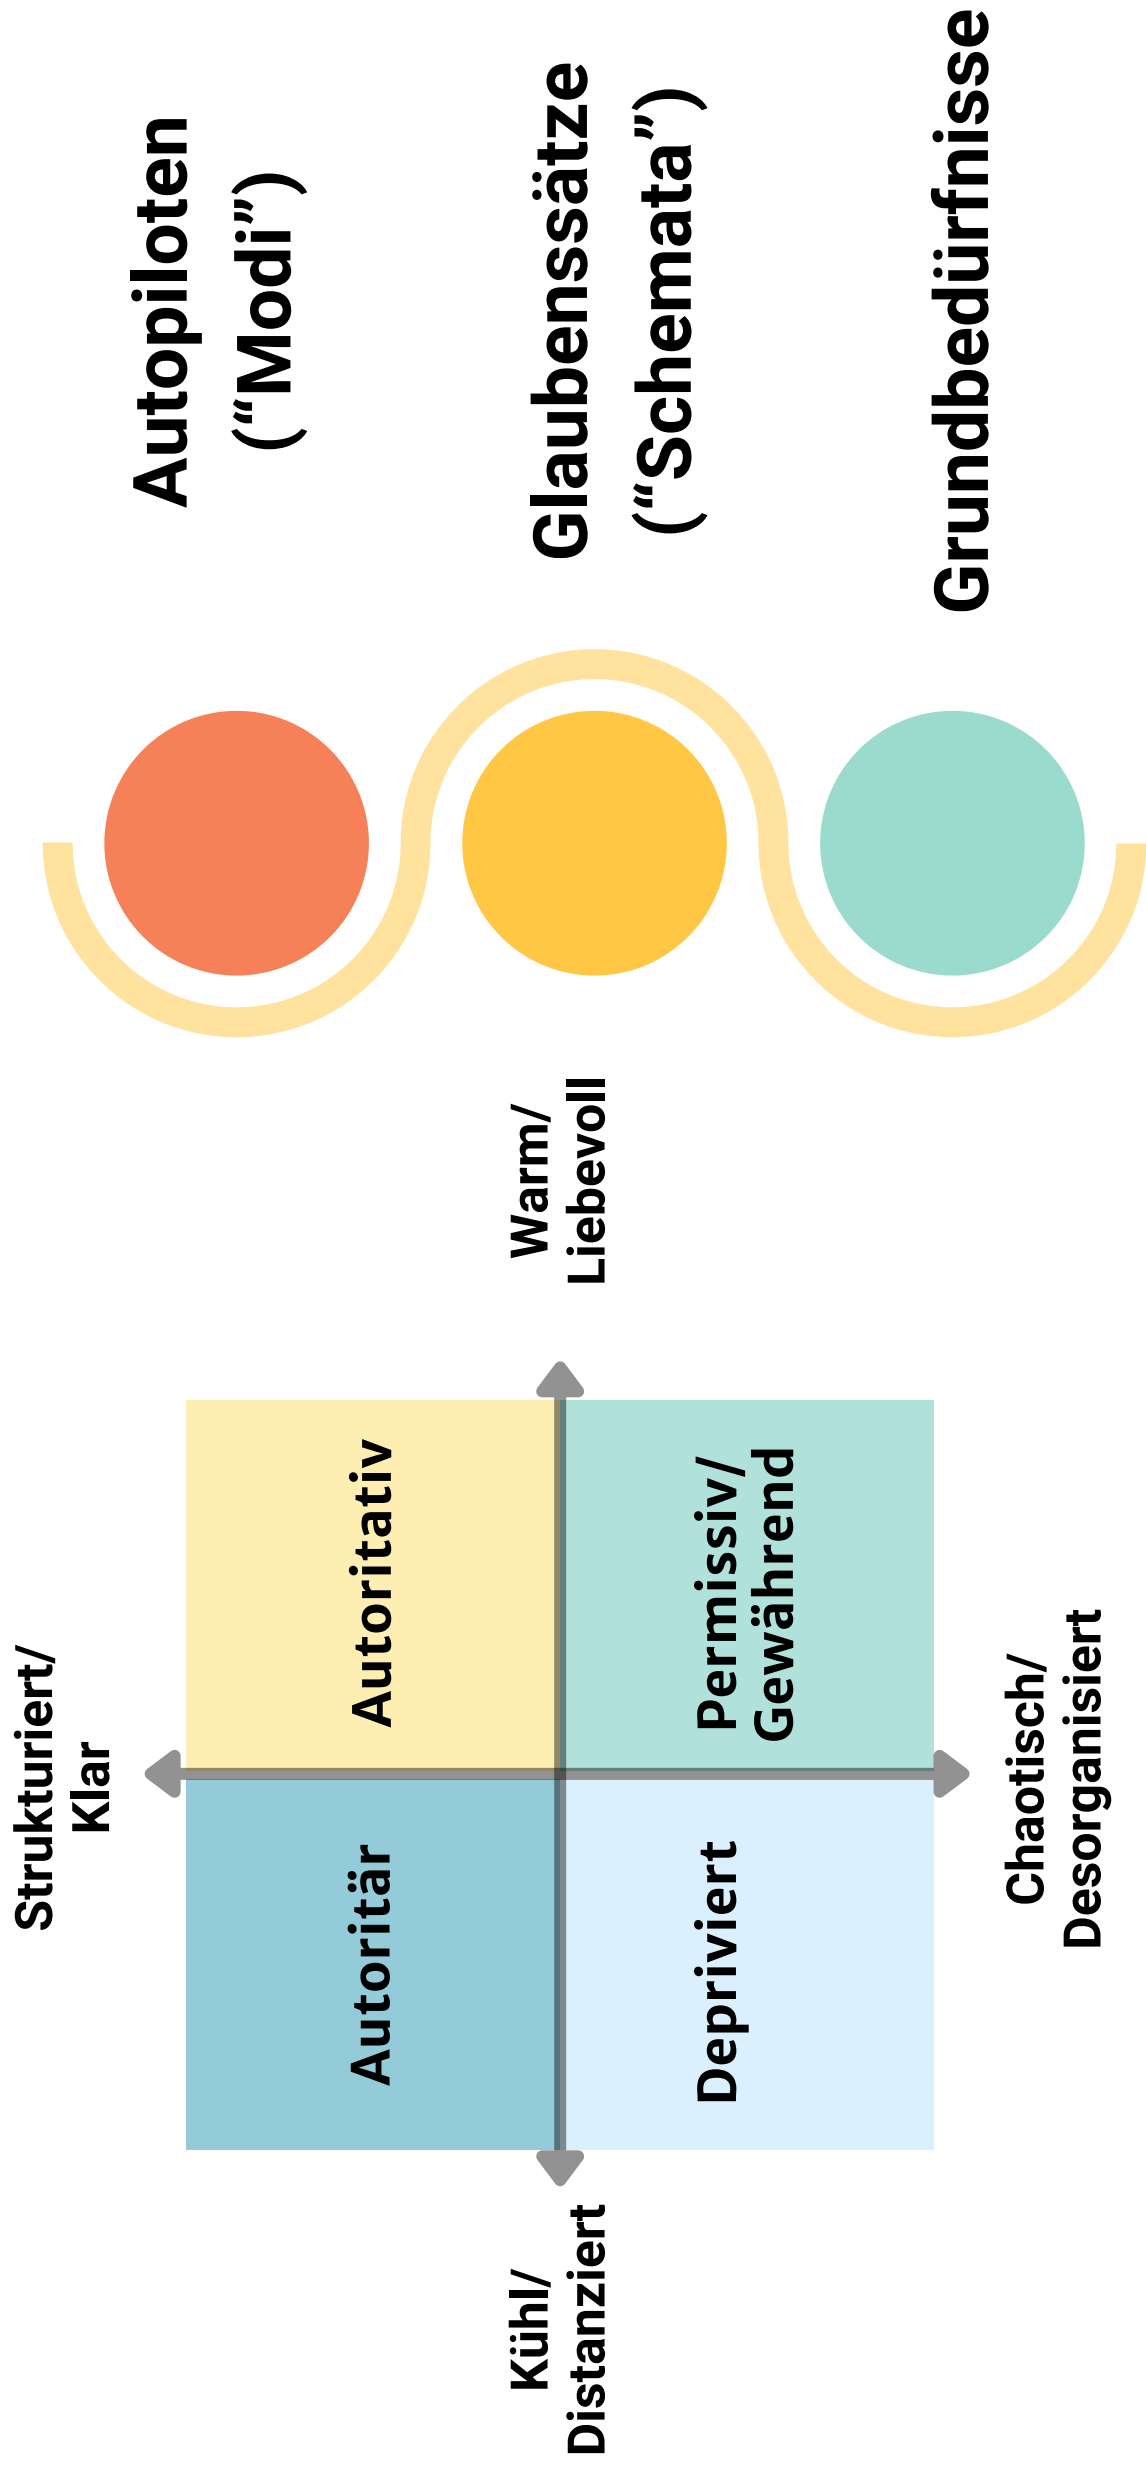 Strukturiert/
Klar
Kühl/
Distanziert
Autoritär
Autoritativ
Warm/
Liebevoll
Depriviert
Permissiv/
Gewährend
Chaotisch/
Desorganisiert
Autopiloten
(“Modi”)
Glaubenssätze
(“Schemata”)
Grundbedürfnisse